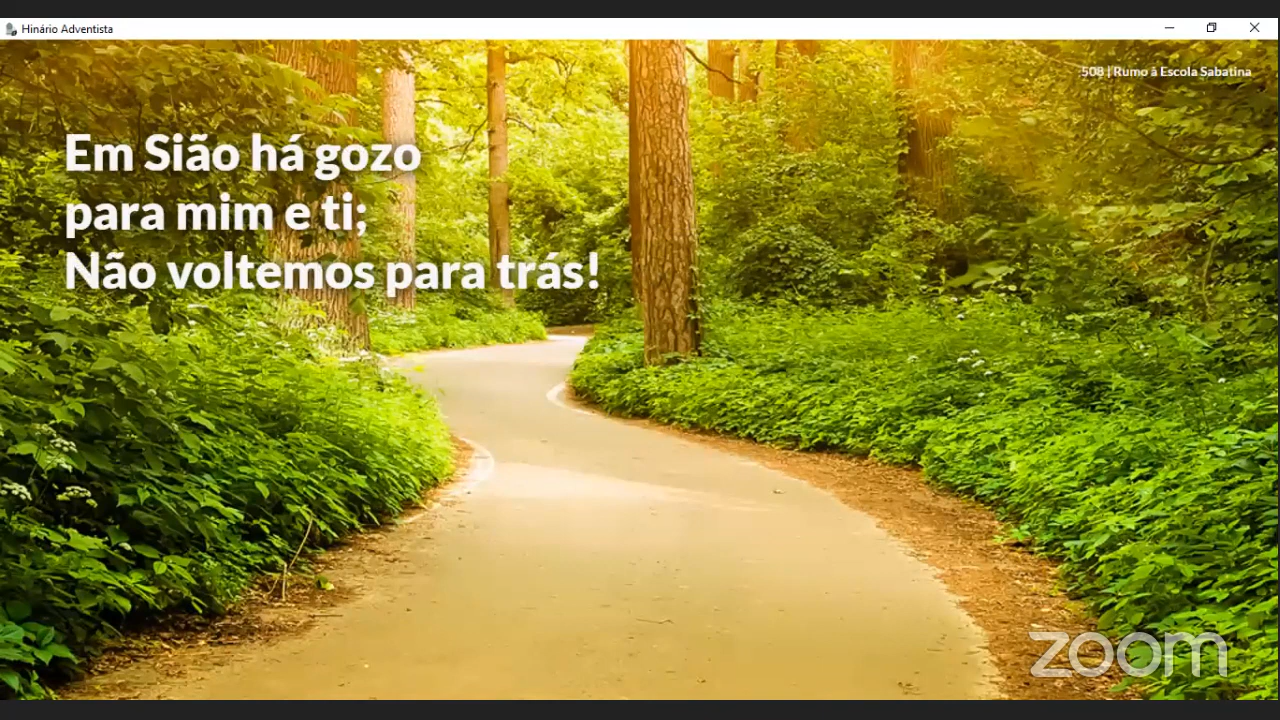 Hinário Adventista
508 | Rumo à Escola Sabatina
Em Sião há gozo
para mim e ti;
Não voltemos para trás!
zoom